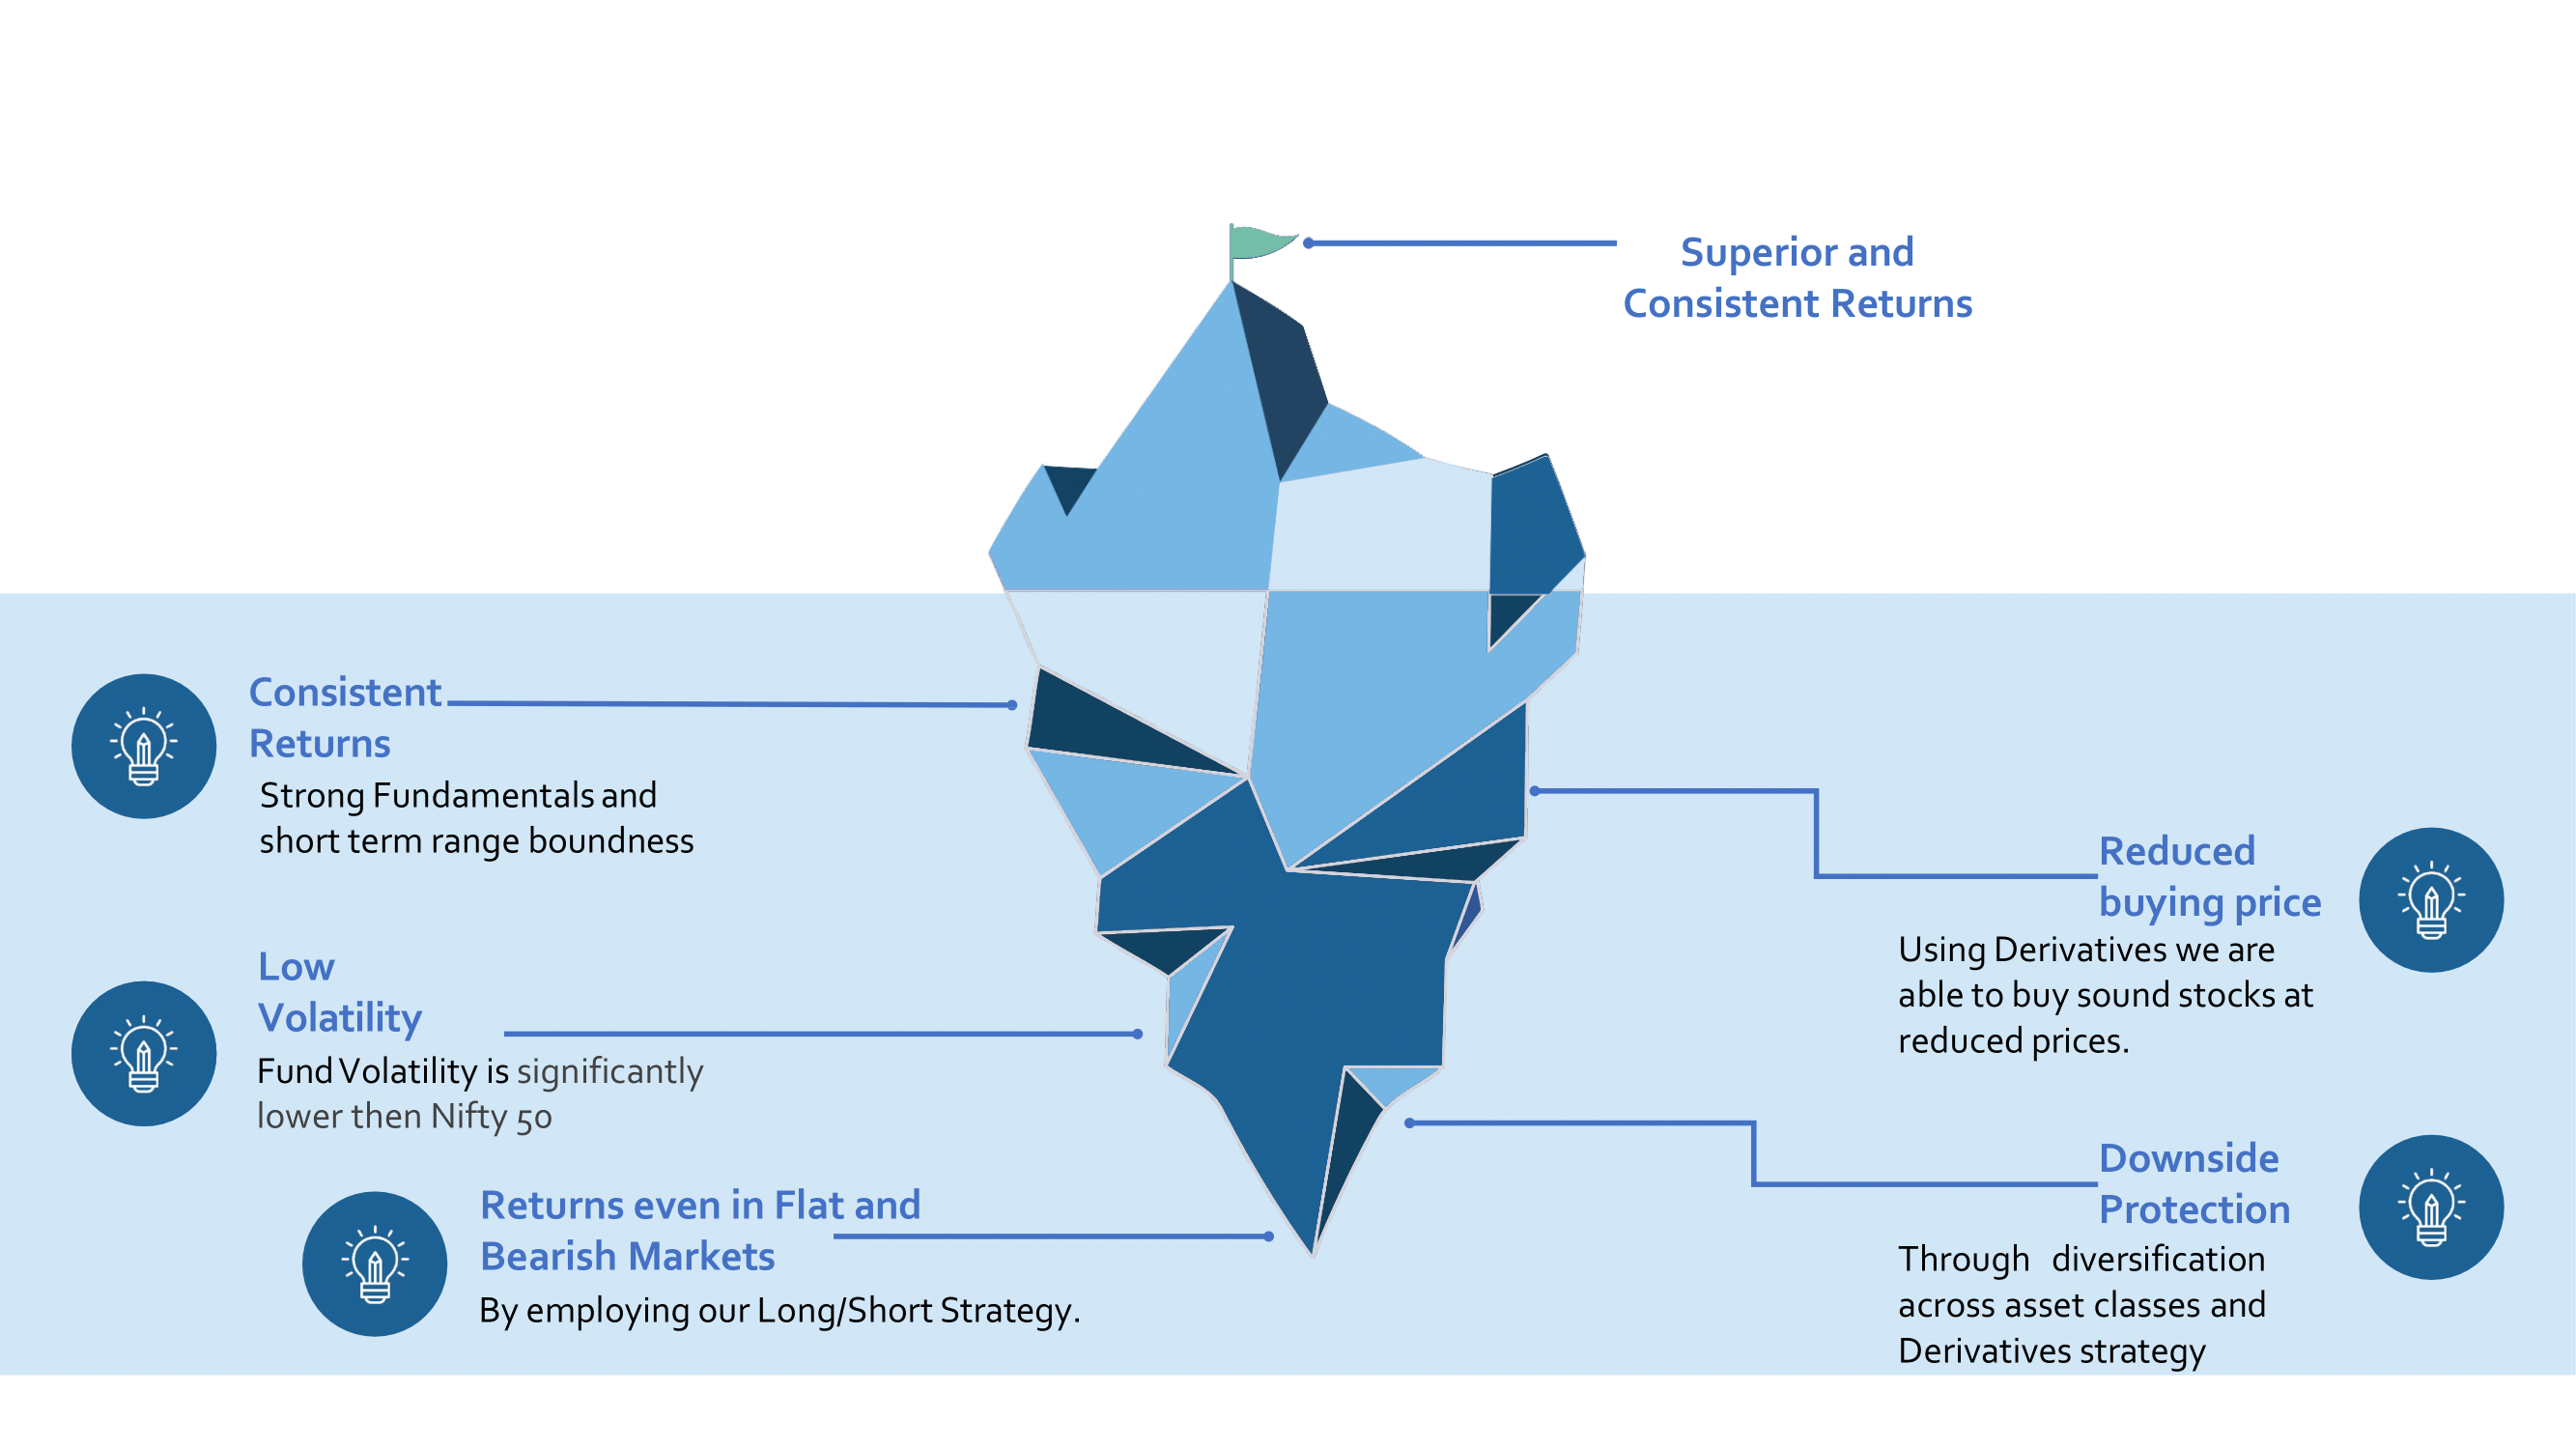 Superior and
Consistent Returns
Consistent
Returns
Strong Fundamentals and
short term range boundness
Reduced
buying price
Using Derivatives we are
able to buy sound stocks at
reduced prices.
Low
Volatility
Fund Volatility is significantly
lower then Nifty 50
Downside
Protection
Through diversification
across asset classes and
Derivatives strategy
Returns even in Flat and
Bearish Markets
By employing our Long/Short Strategy.